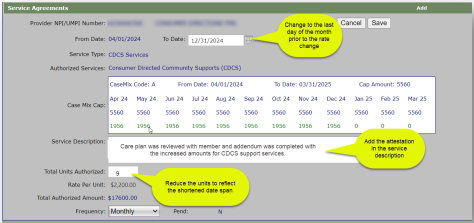 Service Agreements Add
Provider NPI/UMPI Number:
Cancel Save
From Date: 04/01/2024 To Date: 12/31/2024
Change to the last
day of the month
prior to the rate
change
Service Type: CDCS Services
Authorized Services: Consumer Directed Community Supports (CDCS)
CaseMix Code: A From Date: 04/01/2024 To Date: 03/31/2025 Cap Amount: 5560
Case Mix Cap:
Apr 24 May 24 Jun 24 Jul 24 Aug 24 Sep 24 Oct 24 Nov 24 Dec 24 Jan 25 Feb 25 Mar 25
5560 5560 5560 5560 5560 5560 5560 5560 5560 5560 5560 5560
1956 1956 1956 1956 1956 1956 1956 1956 1956 0 0 0
Service Description:
Care plan was reviewed with member and addendum was completed with
the increased amounts for CDCS support services.
Add the attestation
in the service
description
Total Units Authorized: 9
Rate Per Unit: $2,200.00
Reduce the units to reflect
the shortened date span
Total Authorized Amount: $17600.00
Frequency: Monthly Pend: N